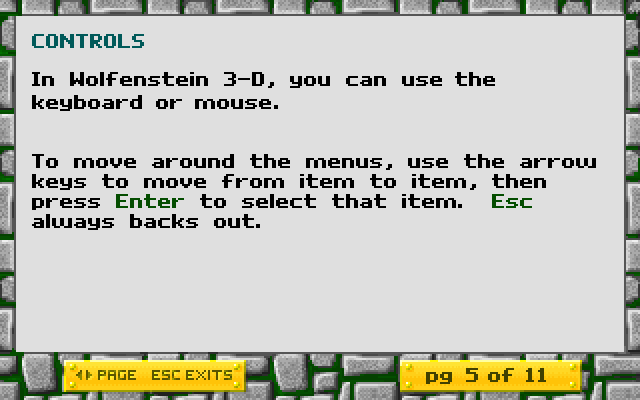 CONTROLS
In Wolfenstein 3-D, you can use the
keyboard or mouse.
To move around the menus, use the arrow
keys to move from item to item, then
press Enter to select that item.  Esc
always backs out.
PAGE ESC EXITS
pg 5 of 11